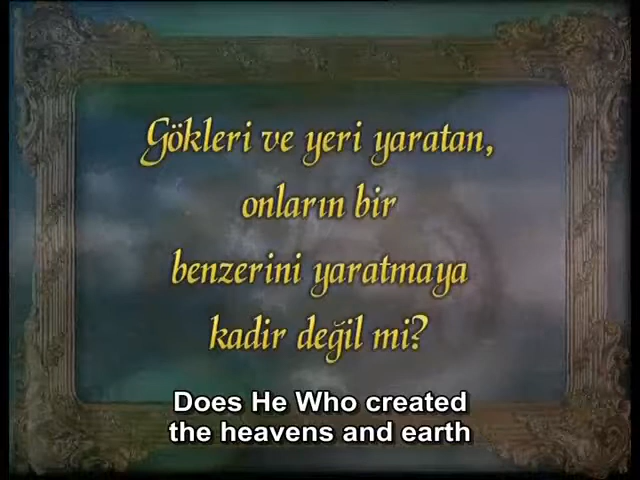 Gökleri ve yeri yaratan,
onların bir
benzerini yaratmaya
kadir değil mi?
Does He Who created
the heavens and earth